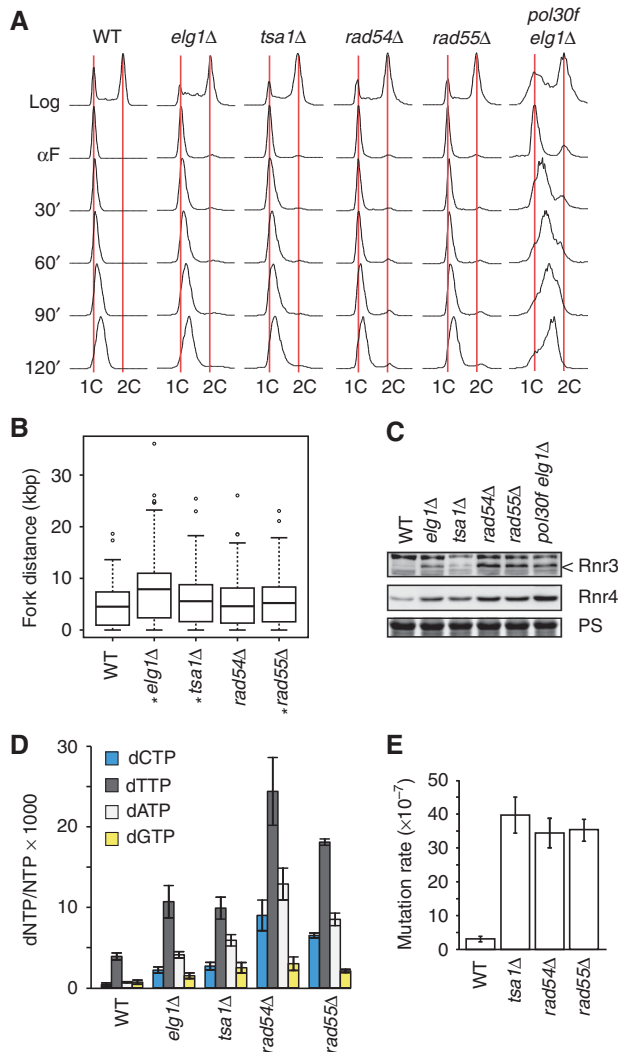 A
WT elg1Δ tsa1Δ rad54Δ rad55Δ pol30f elg1Δ
Log
αF
30′
60′
90′
120′
1C 2C 1C 2C 1C 2C 1C 2C 1C 2C 1C 2C
B
Fork distance (kbp)
30
20
10
0
WT *elg1Δ *tsa1Δ rad54Δ *rad55Δ
C
WT elg1Δ tsa1Δ rad54Δ rad55Δ pol30f elg1Δ
< Rnr3
Rnr4
PS
D
dNTP/NTP × 1000
30
20
10
0
dCTP
dTTP
dATP
dGTP
WT elg1Δ tsa1Δ rad54Δ rad55Δ
E
Mutation rate (×10⁻⁷)
50
40
30
20
10
0
WT tsa1Δ rad54Δ rad55Δ